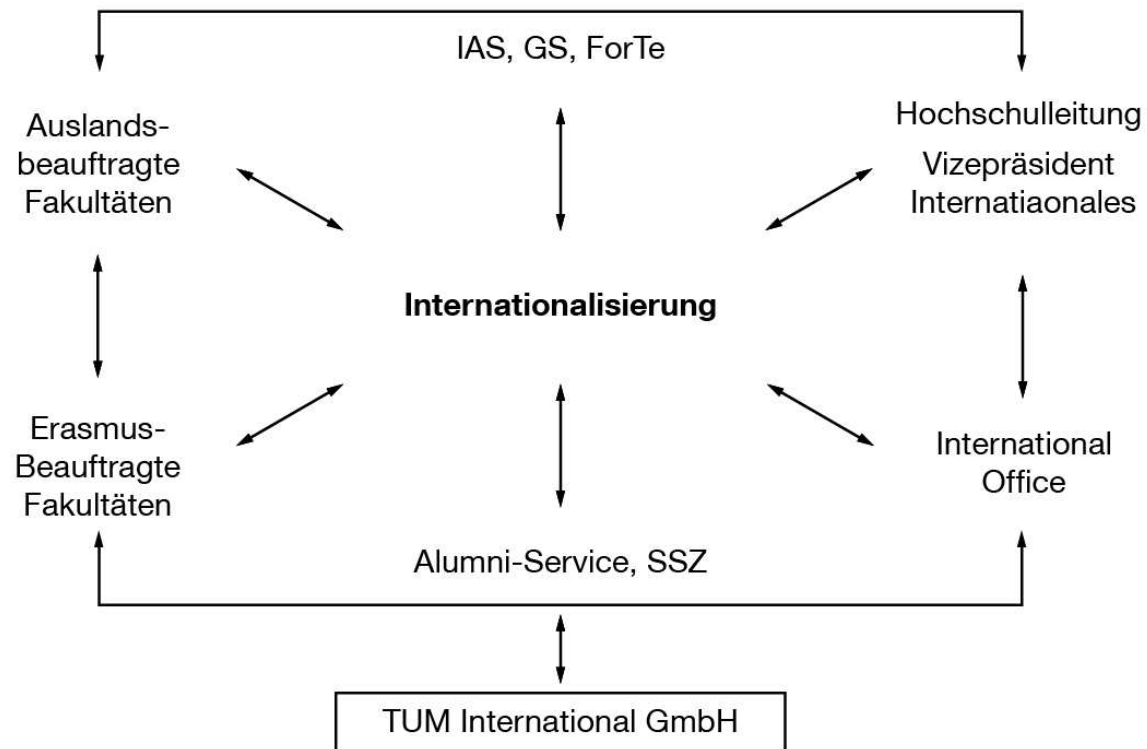 IAS, GS, ForTe
Auslands-
beauftragte
Fakultäten
Hochschulleitung
Vizepräsident
Internatiaonales
Internationalisierung
Erasmus-
Beauftragte
Fakultäten
International
Office
Alumni-Service, SSZ
TUM International GmbH